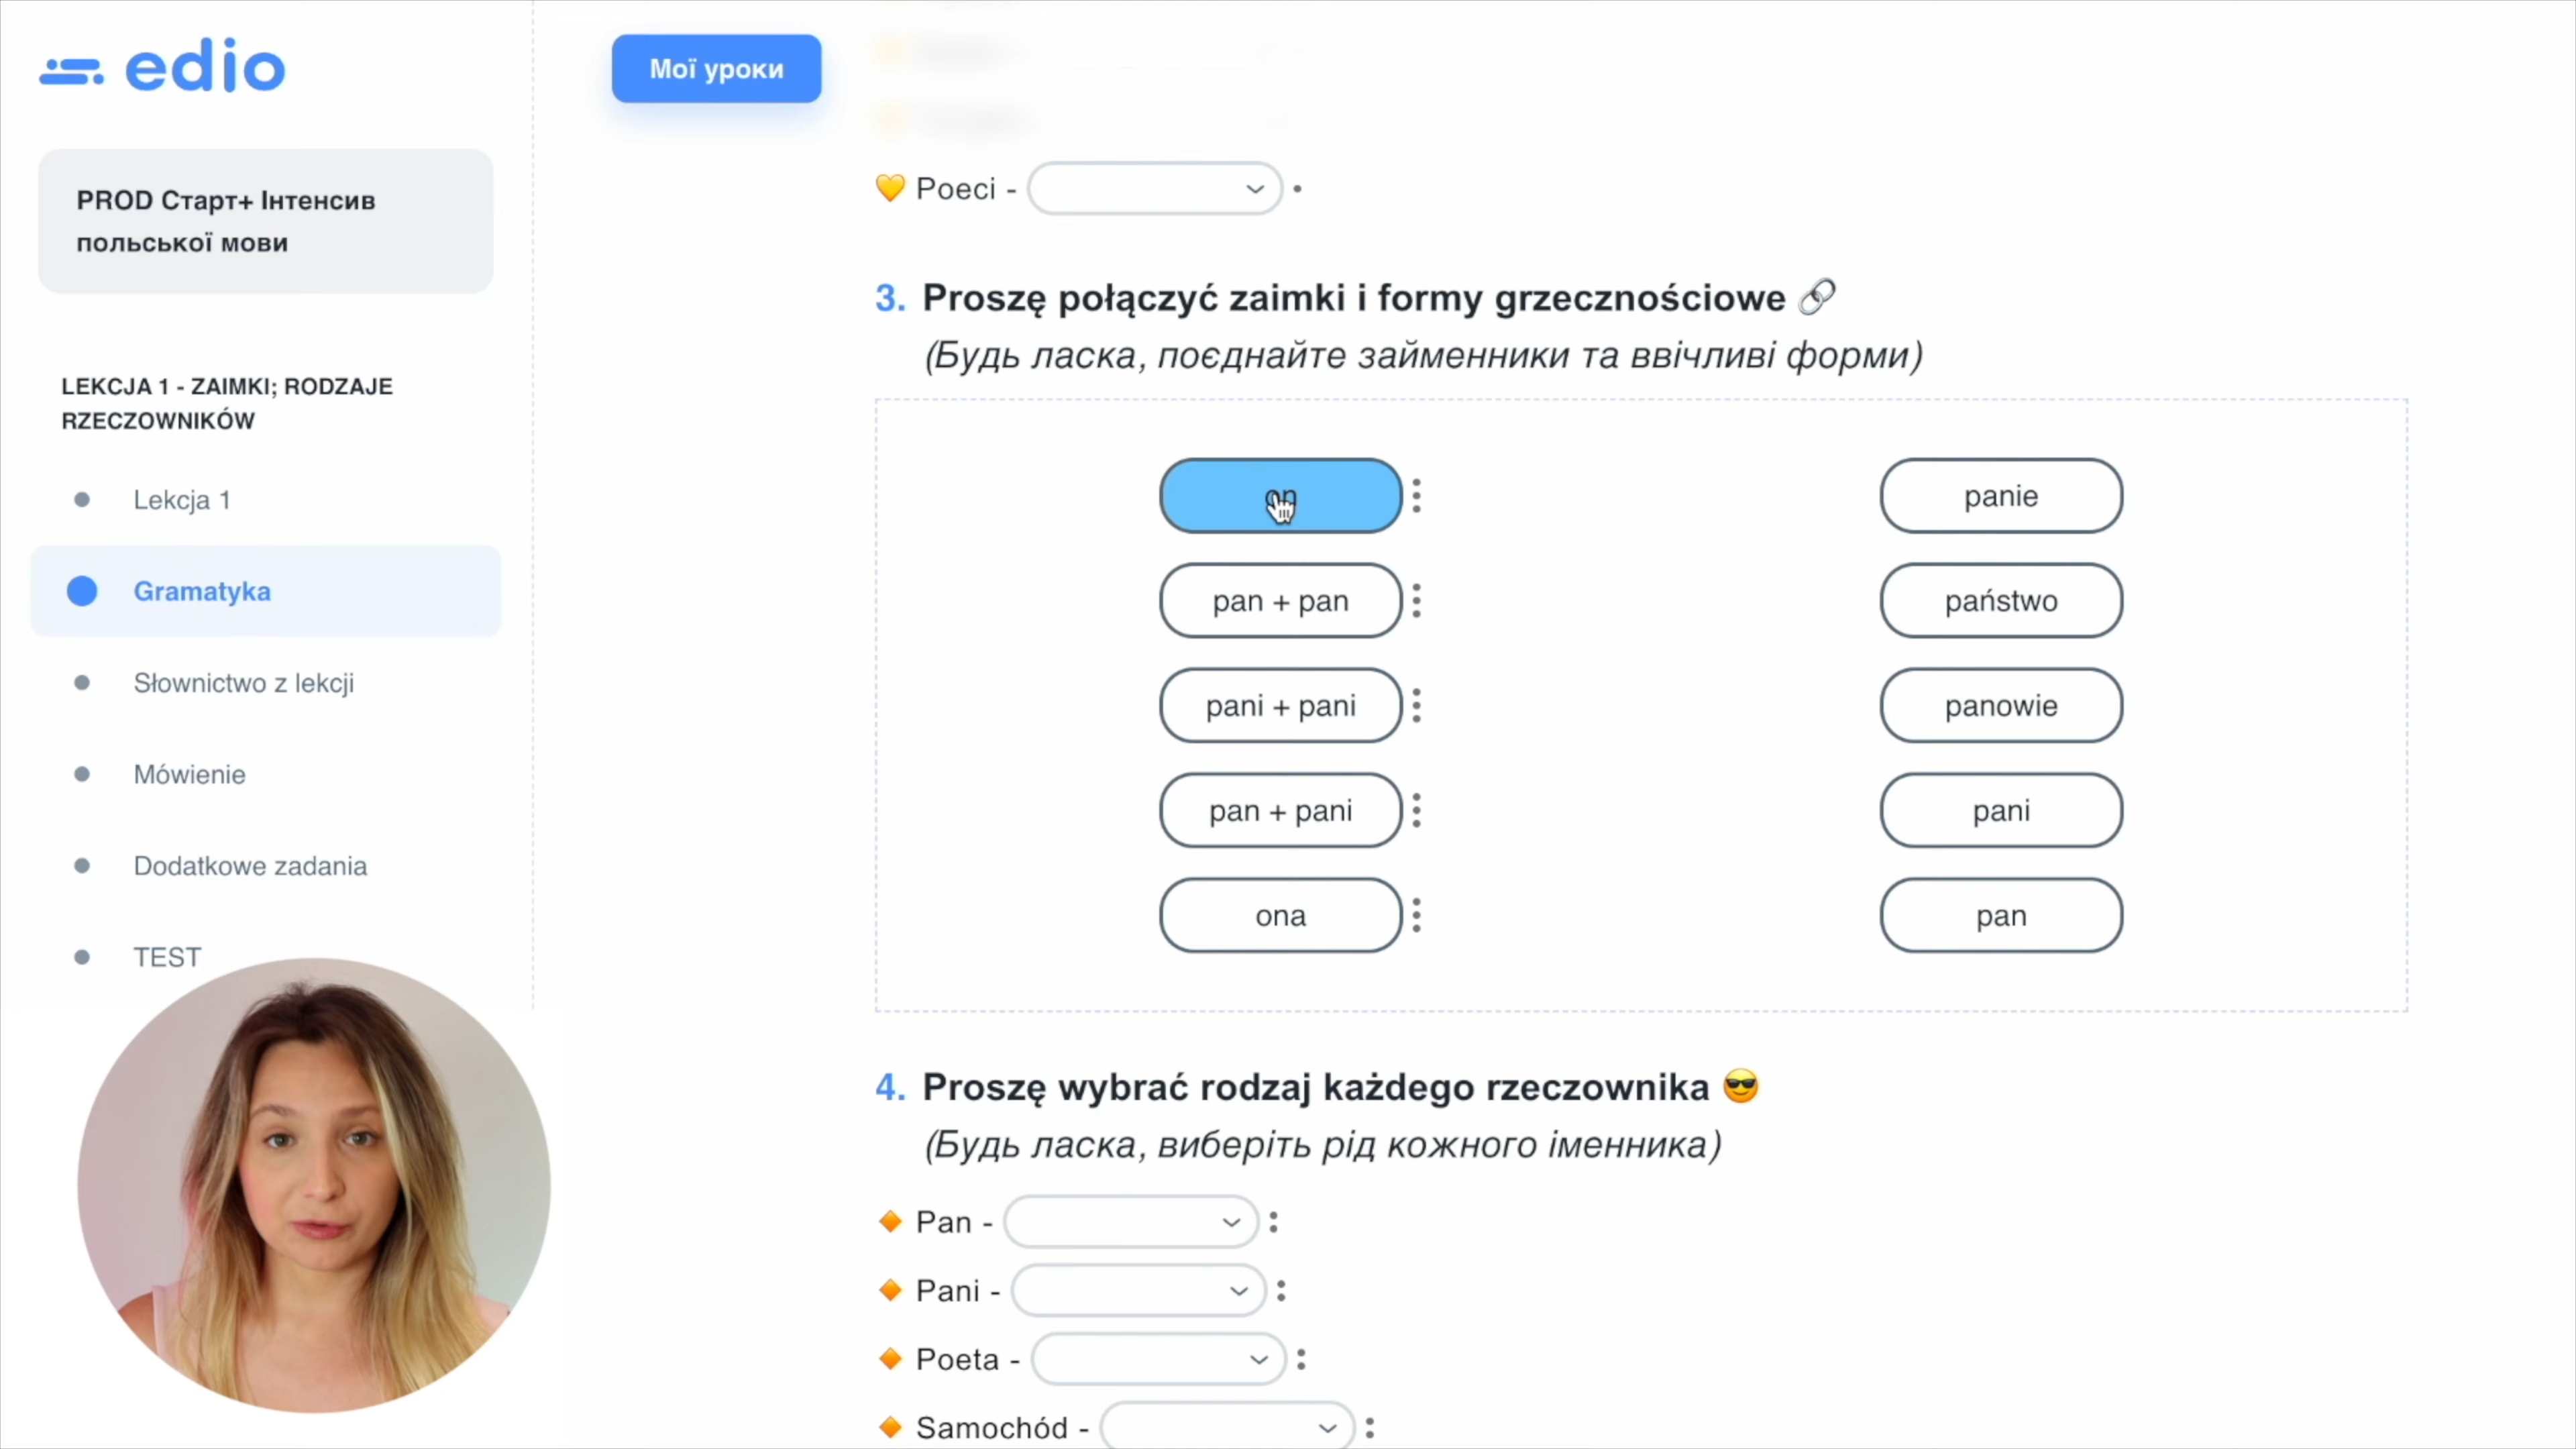 edio
Мої уроки
PROD Старт+ Інтенсив
польської мови
LEKCJA 1 - ZAIMKI; RODZAJE
RZECZOWNIKÓW
Lekcja 1
Gramatyka
Słownictwo z lekcji
Mówienie
Dodatkowe zadania
TEST
Poeci -
3. Proszę połączyć zaimki i formy grzecznościowe
(Будь ласка, поєднайте займенники та ввічливі форми)
on
panie
pan + pan
państwo
pani + pani
panowie
pan + pani
pani
ona
pan
4. Proszę wybrać rodzaj każdego rzeczownika
(Будь ласка, виберіть рід кожного іменника)
Pan -
Pani -
Poeta -
Samochód -